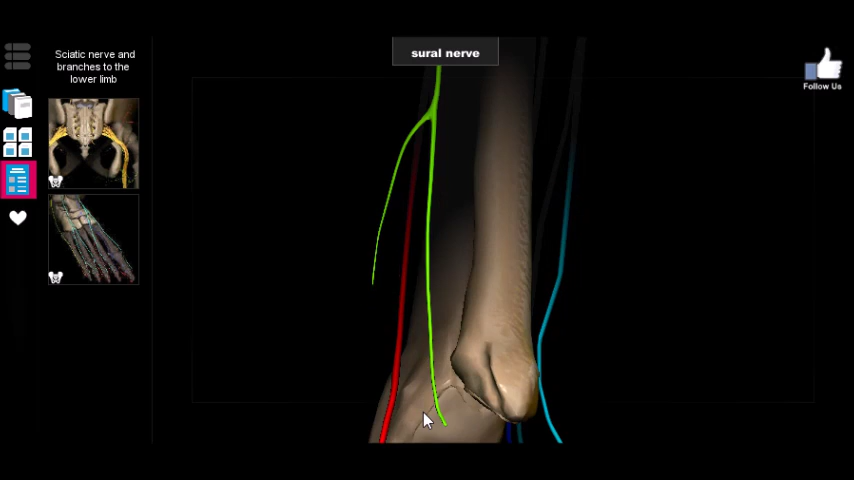 sural nerve
Sciatic nerve and
branches to the
lower limb
Follow Us